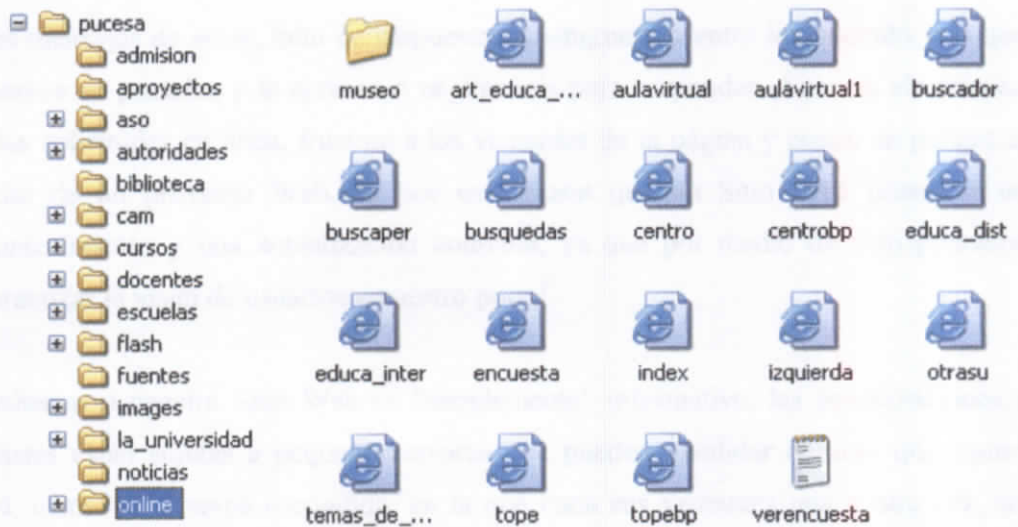 pucesa
admision
aproyectos
aso
autoridades
biblioteca
cam
cursos
docentes
escuelas
flash
fuentes
images
la_universidad
noticias
online
museo art_educa_... aulavirtual aulavirtual1 buscador
buscaper busquedas centro centrobp educa_dist
educa_inter encuesta index izquierda otrasu
temas_de_... tope topebp verencuesta